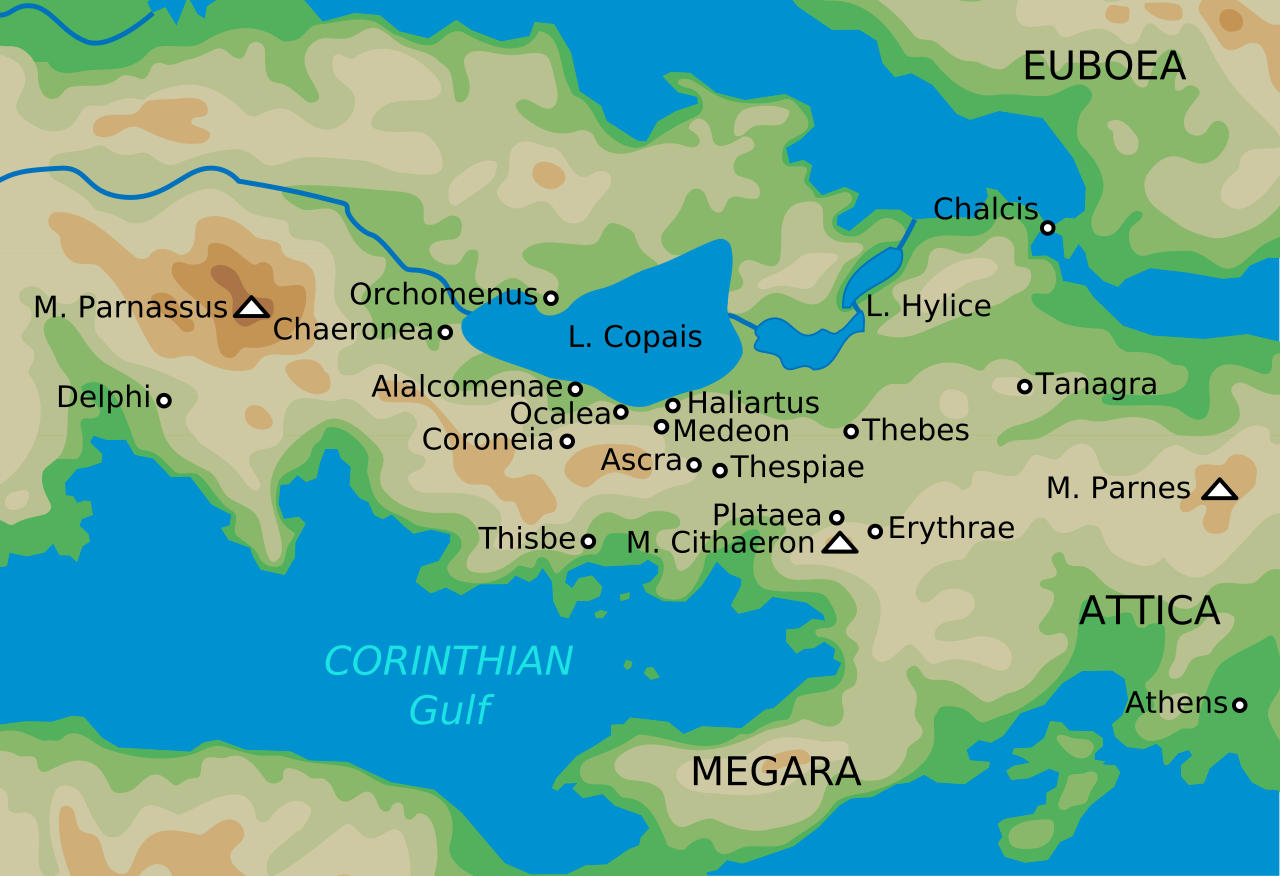 EUBOEA
Chalcis
Orchomenus
M. Parnassus
L. Hylice
Chaeronea
L. Copais
Alalcomenae
Tanagra
Delphi
Haliartus
Ocalea
Medeon
Thebes
Coroneia
Ascra
Thespiae
M. Parnes
Plataea
Erythrae
Thisbe
M. Cithaeron
ATTICA
CORINTHIAN
Gulf
Athens
MEGARA